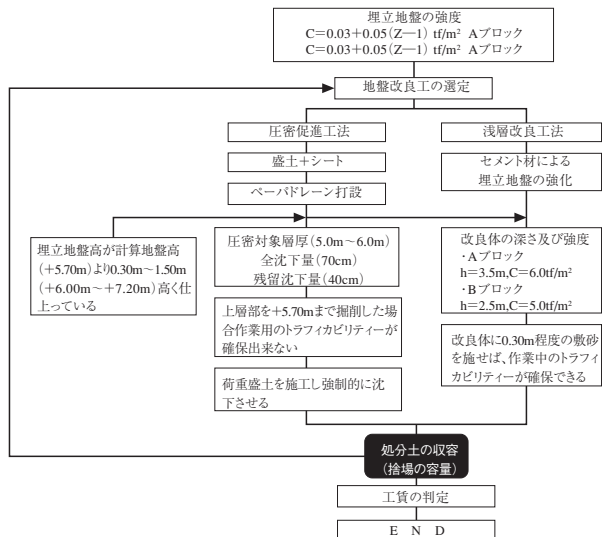 埋立地盤の強度
C=0.03+0.05(Z—1) tf/m² Aブロック
C=0.03+0.05(Z—1) tf/m² Aブロック
地盤改良工の選定
圧密促進工法
浅層改良工法
盛土+シート
セメント材による
埋立地盤の強化
ペーパドレーン打設
埋立地盤高が計算地盤高
(+5.70m)より0.30m〜1.50m
(+6.00m〜+7.20m)高く仕
上っている
圧密対象層厚(5.0m〜6.0m)
全沈下量(70cm)
残留沈下量(40cm)
改良体の深さ及び強度
・Aブロック
h=3.5m,C=6.0tf/m²
・Bブロック
h=2.5m,C=5.0tf/m²
上層部を+5.70mまで掘削した場
合作業用のトラフィカビリティーが
確保出来ない
改良体に0.30m程度の敷砂
を施せば、作業中のトラフィ
カビリティーが確保できる
荷重盛土を施工し強制的に沈
下させる
処分土の収容
(捨場の容量)
工賃の判定
E N D